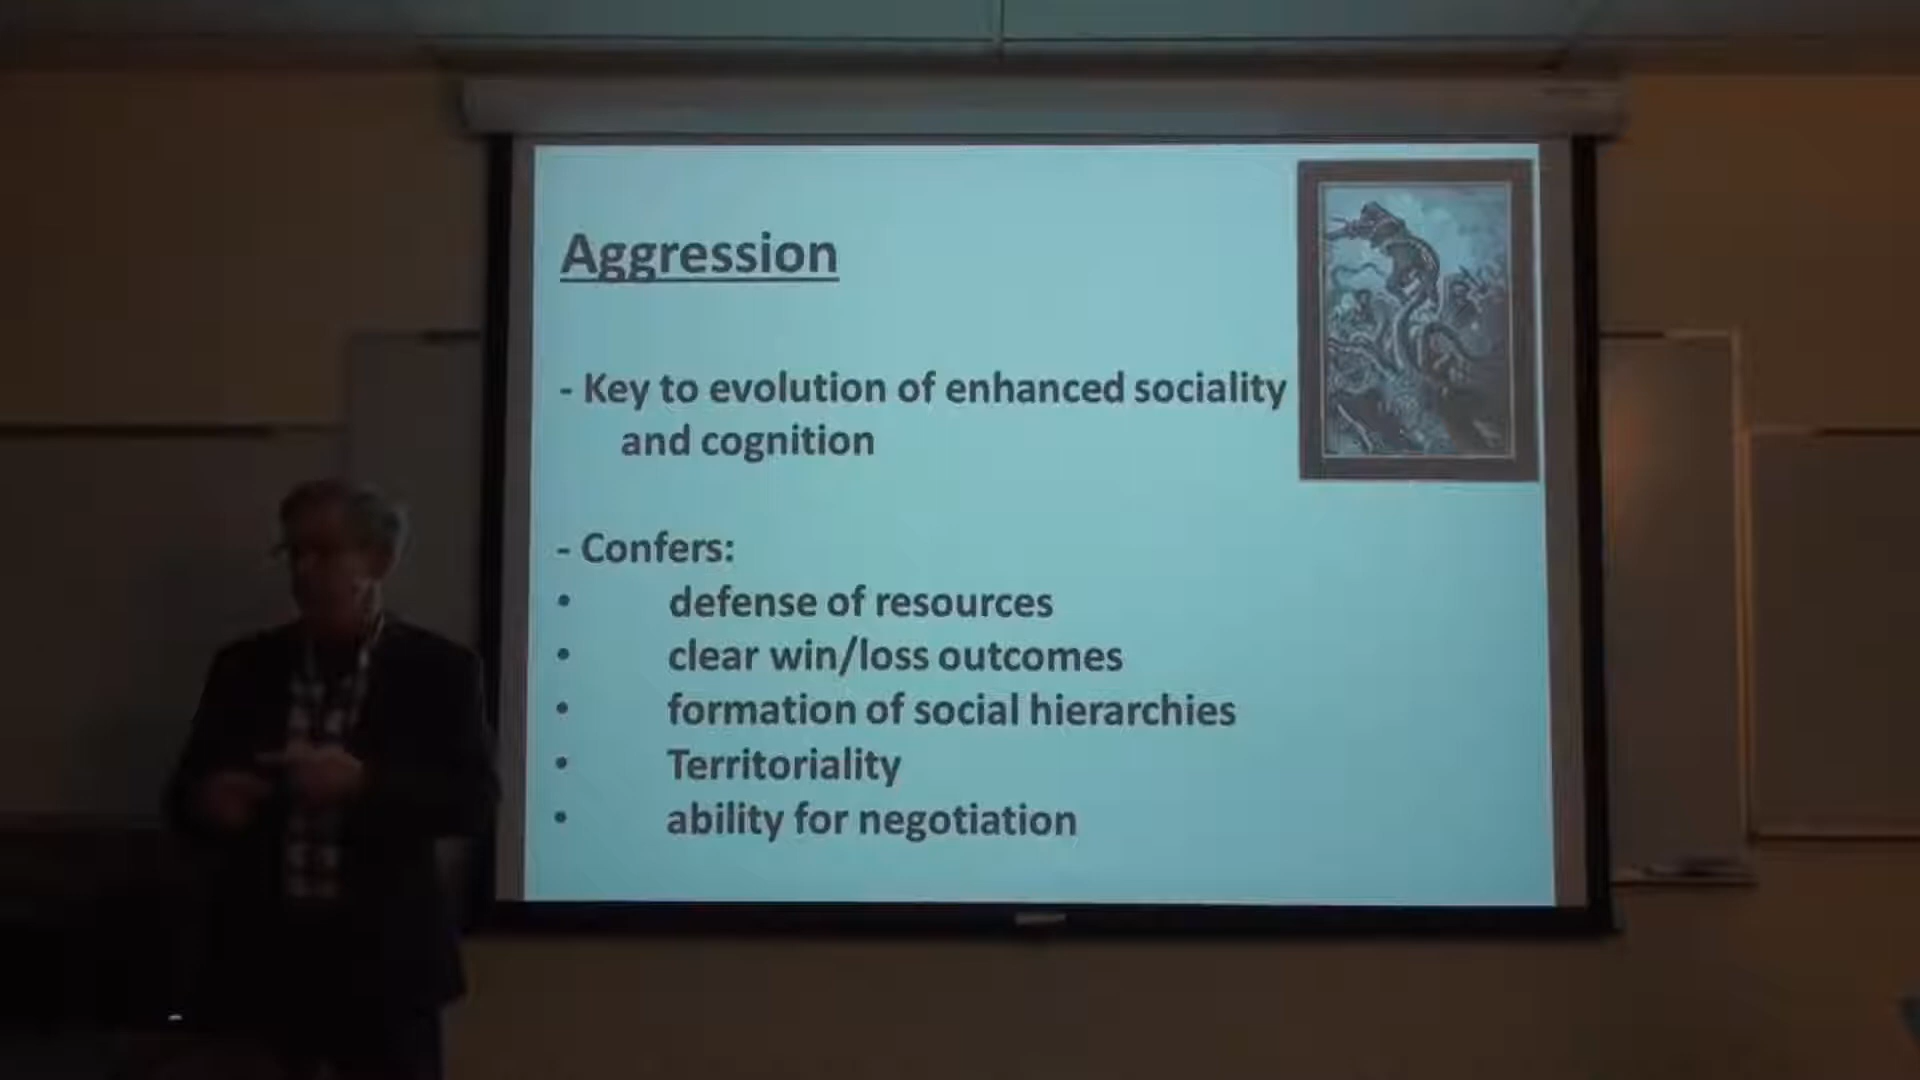 Aggression
- Key to evolution of enhanced sociality
and cognition
- Confers:
• defense of resources
• clear win/loss outcomes
• formation of social hierarchies
• Territoriality
• ability for negotiation